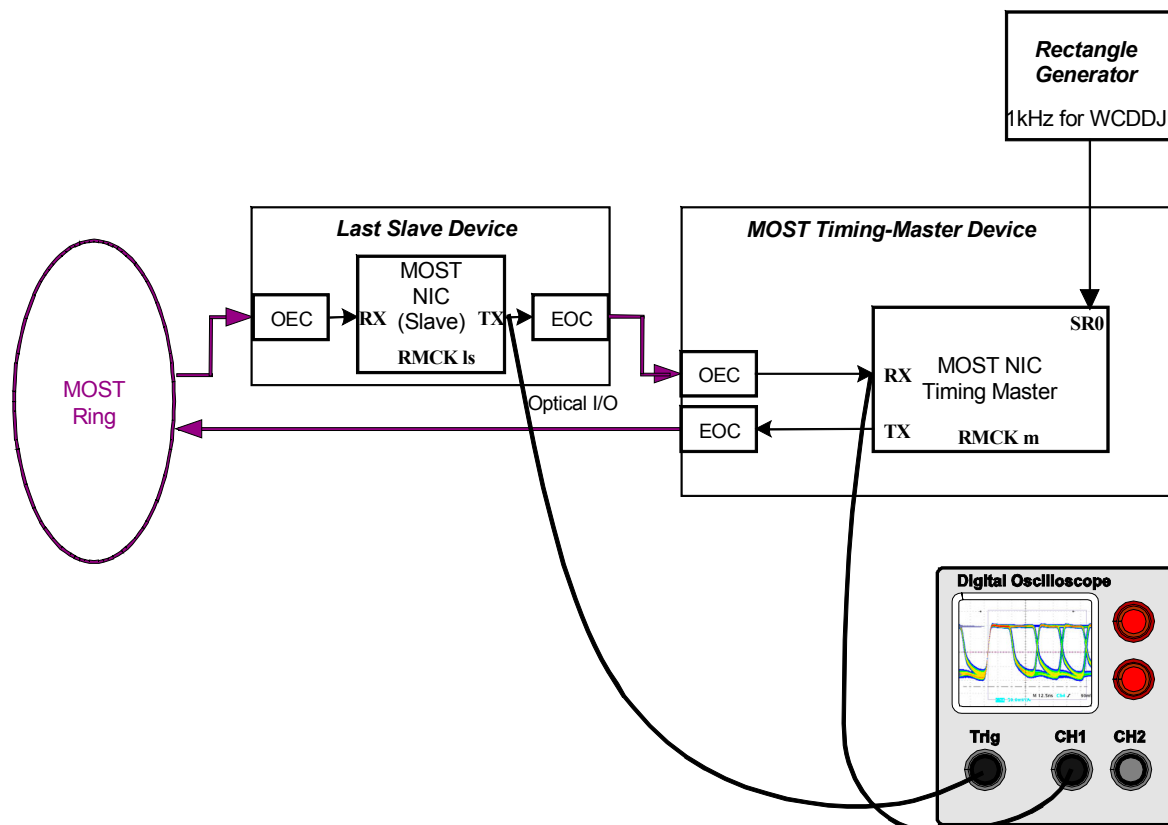 Rectangle
Generator
1kHz for WCDDJ
Last Slave Device
MOST Timing-Master Device
MOST
NIC
(Slave)
RX
TX
RMCK ls
OEC
EOC
SR0
MOST NIC
Timing Master
RX
TX
RMCK m
OEC
EOC
Optical I/O
MOST
Ring
Digital Oscilloscope
M 12.5ns
Trig
CH1
CH2